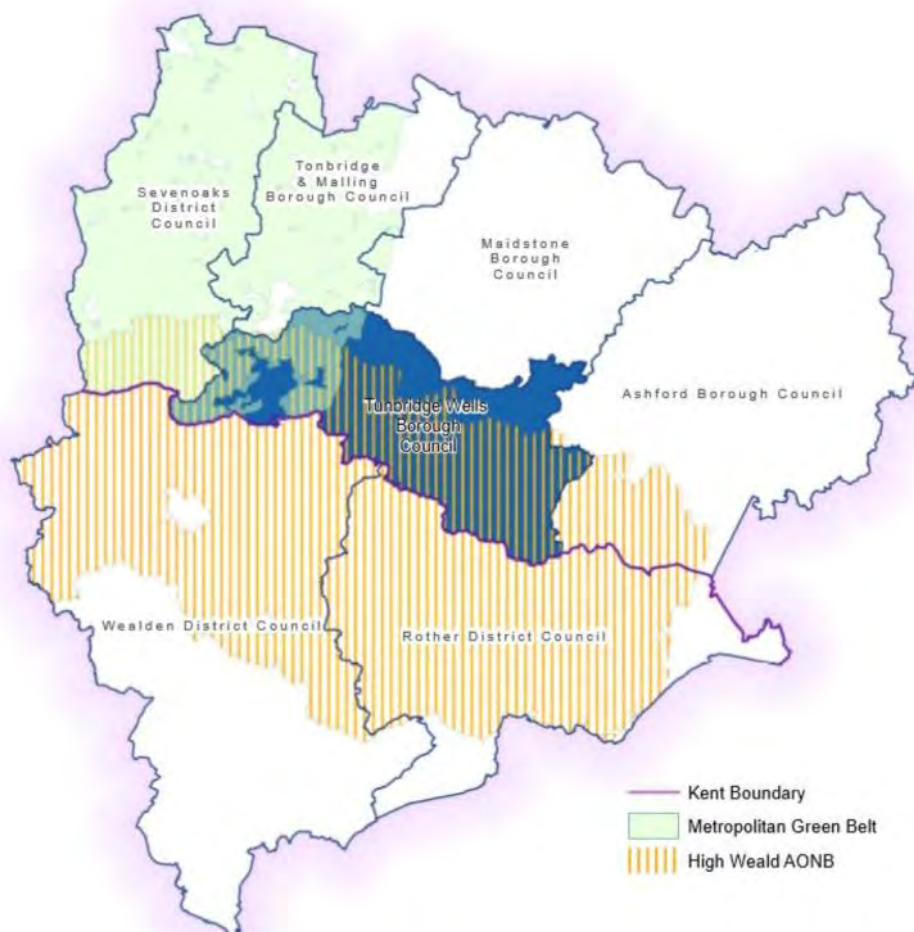 Sevenoaks
District
Council
Tonbridge
& Malling
Borough Council
Maidstone
Borough
Council
Ashford Borough Council
Tunbridge Wells
Borough
Council
Wealden District Council
Rother District Council
Kent Boundary
Metropolitan Green Belt
High Weald AONB